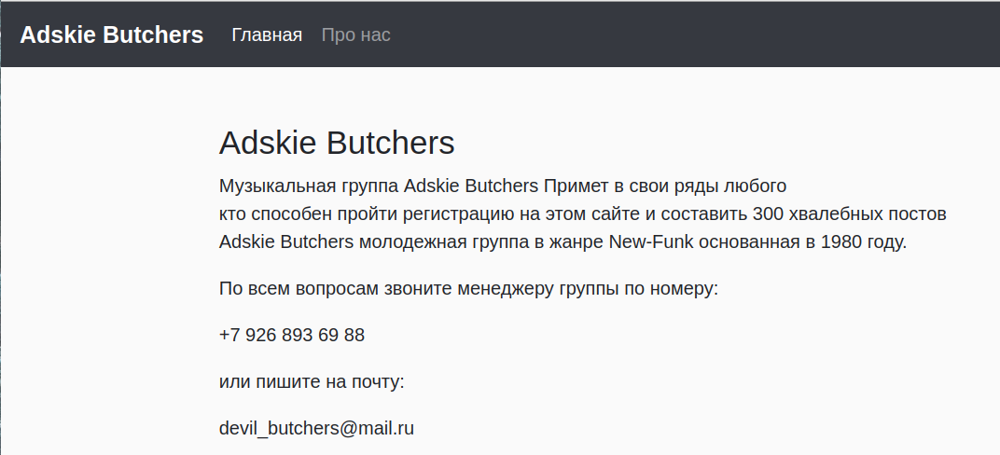 Adskie Butchers Главная Про нас
Adskie Butchers
Музыкальная группа Adskie Butchers Примет в свои ряды любого
кто способен пройти регистрацию на этом сайте и составить 300 хвалебных постов
Adskie Butchers молодежная группа в жанре New-Funk основанная в 1980 году.
По всем вопросам звоните менеджеру группы по номеру:
+7 926 893 69 88
или пишите на почту:
devil_butchers@mail.ru